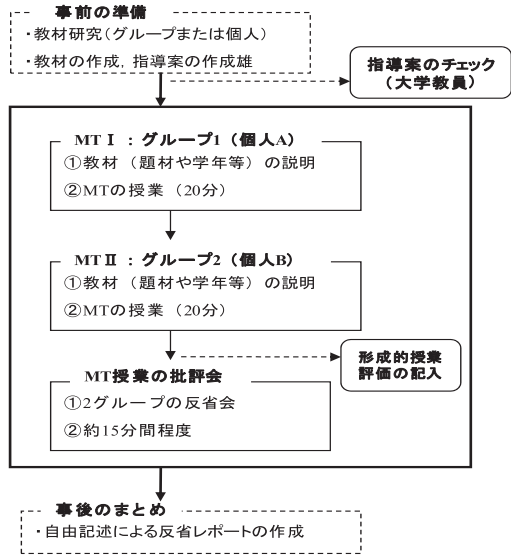 事前の準備
・教材研究（グループまたは個人）
・教材の作成，指導案の作成雄
指導案のチェック
（大学教員）
MTⅠ：グループ1（個人A）
①教材（題材や学年等）の説明
②MTの授業（20分）
MTⅡ：グループ2（個人B）
①教材（題材や学年等）の説明
②MTの授業（20分）
形成的授業
評価の記入
MT授業の批評会
①2グループの反省会
②約15分間程度
事後のまとめ
・自由記述による反省レポートの作成